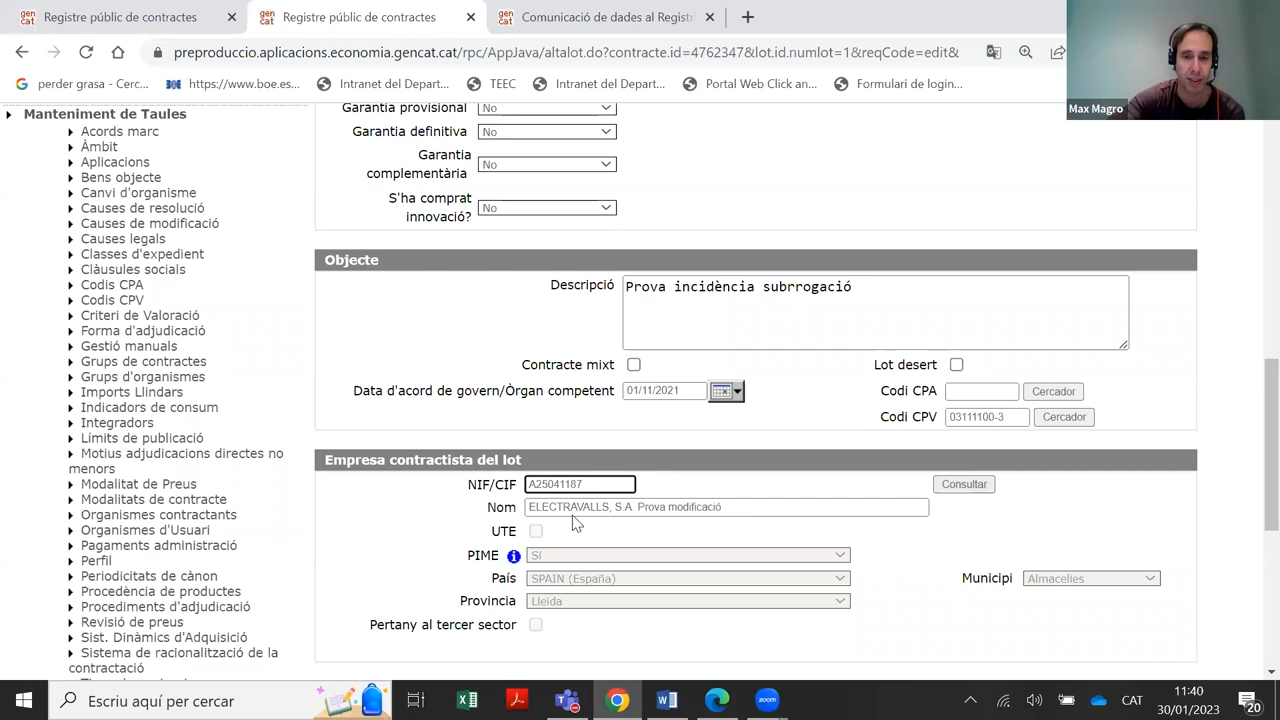 gen cat Registre públic de contractes
gen cat Registre públic de contractes
gen cat Comunicació de dades al Registr
preproduccio.aplicacions.economia.gencat.cat/rpc/AppJava/altalot.do?contracte.id=4762347&lot.id.numlot=1&reqCode=edit&
perder grasa - Cerc...
https://www.boe.es...
Intranet del Depart...
TEEC
Intranet del Depart...
Portal Web Click an...
Formulari de logino...
Max Magro
Manteniment de Taules
Acords marc
Àmbit
Aplicacions
Bens objecte
Canvi d'organisme
Causes de resolució
Causes de modificació
Causes legals
Classes d'expedient
Clàusules socials
Codis CPA
Codis CPV
Criteri de Valoració
Forma d'adjudicació
Gestió manuals
Grups de contractes
Grups d'organismes
Imports Llindars
Indicadors de consum
Integradors
Límits de publicació
Motius adjudicacions directes no
menors
Modalitat de Preus
Modalitats de contracte
Organismes contractants
Organismes d'Usuari
Pagaments administració
Perfil
Periodicitats de cànon
Procedència de productes
Procediments d'adjudicació
Revisió de preus
Sist. Dinàmics d'Adquisició
Sistema de racionalització de la
contractació
Garantia provisional No
Garantia definitiva No
Garantia
complementària No
S'ha comprat
innovació? No
Objecte
Descripció Prova incidència subrrogació
Contracte mixt Lot desert
Data d'acord de govern/Òrgan competent 01/11/2021 Codi CPA Cercador
Codi CPV 03111100-3 Cercador
Empresa contractista del lot
NIF/CIF A25041187 Consultar
Nom ELECTRAVALLS, S.A. Prova modificació
UTE
PIME Sí
País SPAIN (España) Municipi Almacelles
Provincia Lleida
Pertany al tercer sector
Escriu aquí per cercar
CAT
11:40
30/01/2023
20